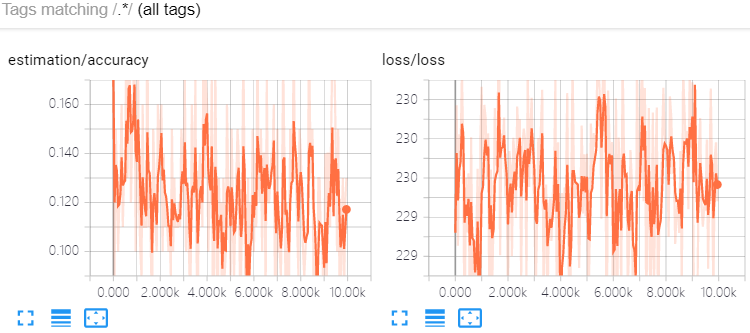 Tags matching /.*/ (all tags)
estimation/accuracy
0.160
0.140
0.120
0.100
0.000 2.000k 4.000k 6.000k 8.000k 10.00k
loss/loss
230
230
230
229
229
0.000 2.000k 4.000k 6.000k 8.000k 10.00k